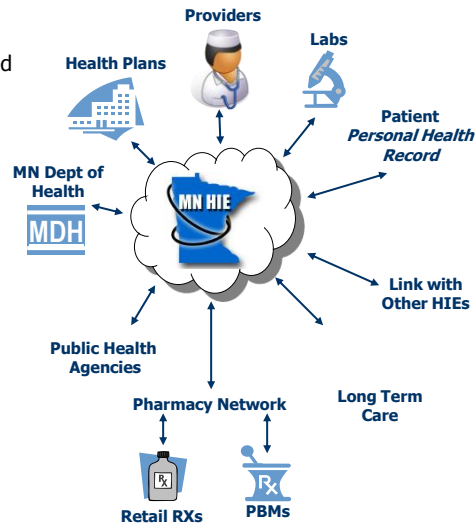 Providers
d
Health Plans
Labs
Patient
Personal Health
Record
MN Dept of
Health
MDH
MN HIE
Link with
Other HIEs
Public Health
Agencies
Pharmacy Network
Long Term
Care
Rx
Rx
Retail RXs
PBMs